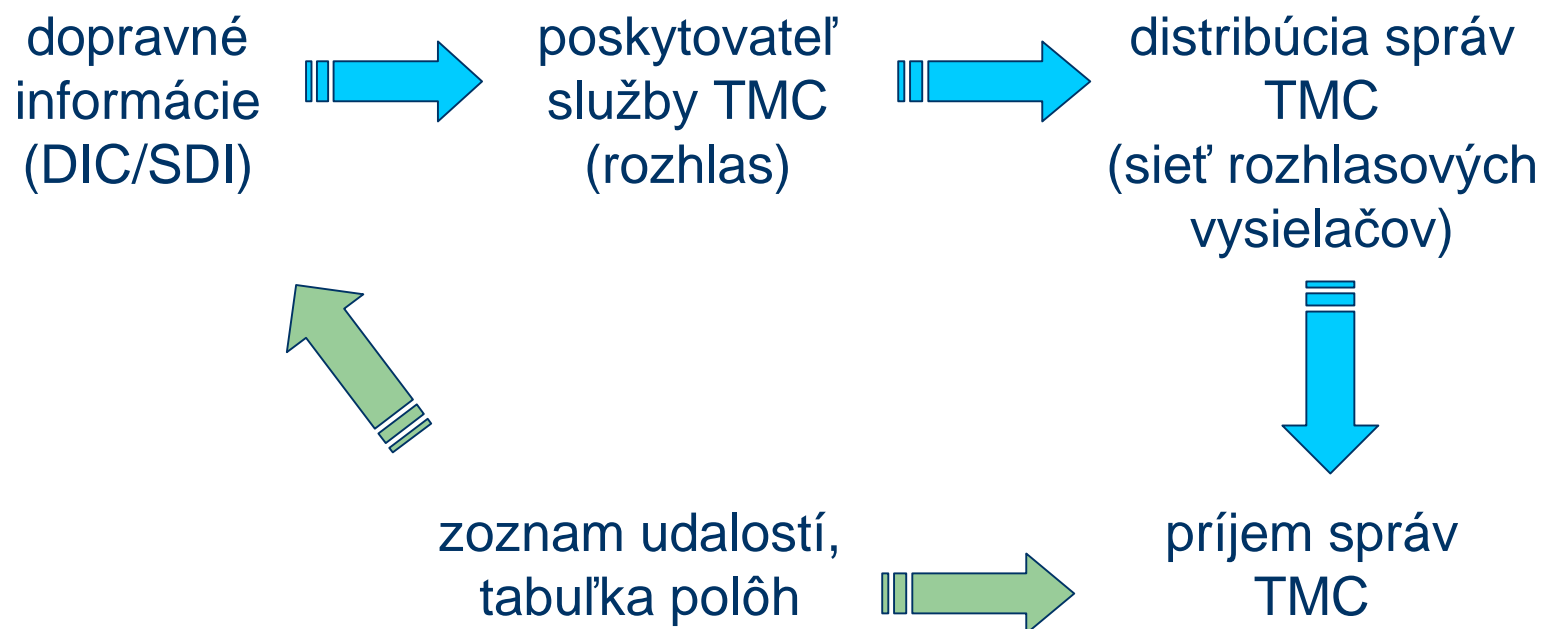 dopravné
informácie
(DIC/SDI)
poskytovateľ
služby TMC
(rozhlas)
distribúcia správ
TMC
(sieť rozhlasových
vysielačov)
zoznam udalostí,
tabuľka polôh
príjem správ
TMC